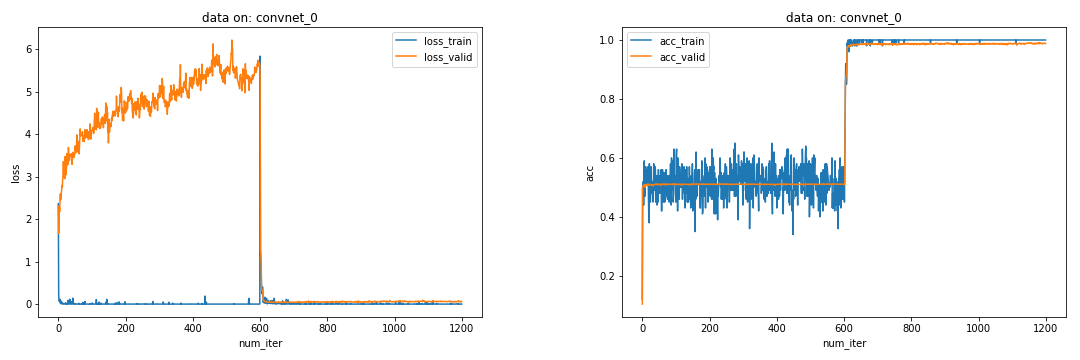 data on: convnet_0
loss_train
loss_valid
6
5
4
3
2
1
0
loss
0
200
400
600
800
1000
1200
num_iter
data on: convnet_0
acc_train
acc_valid
1.0
0.8
0.6
0.4
0.2
acc
0
200
400
600
800
1000
1200
num_iter